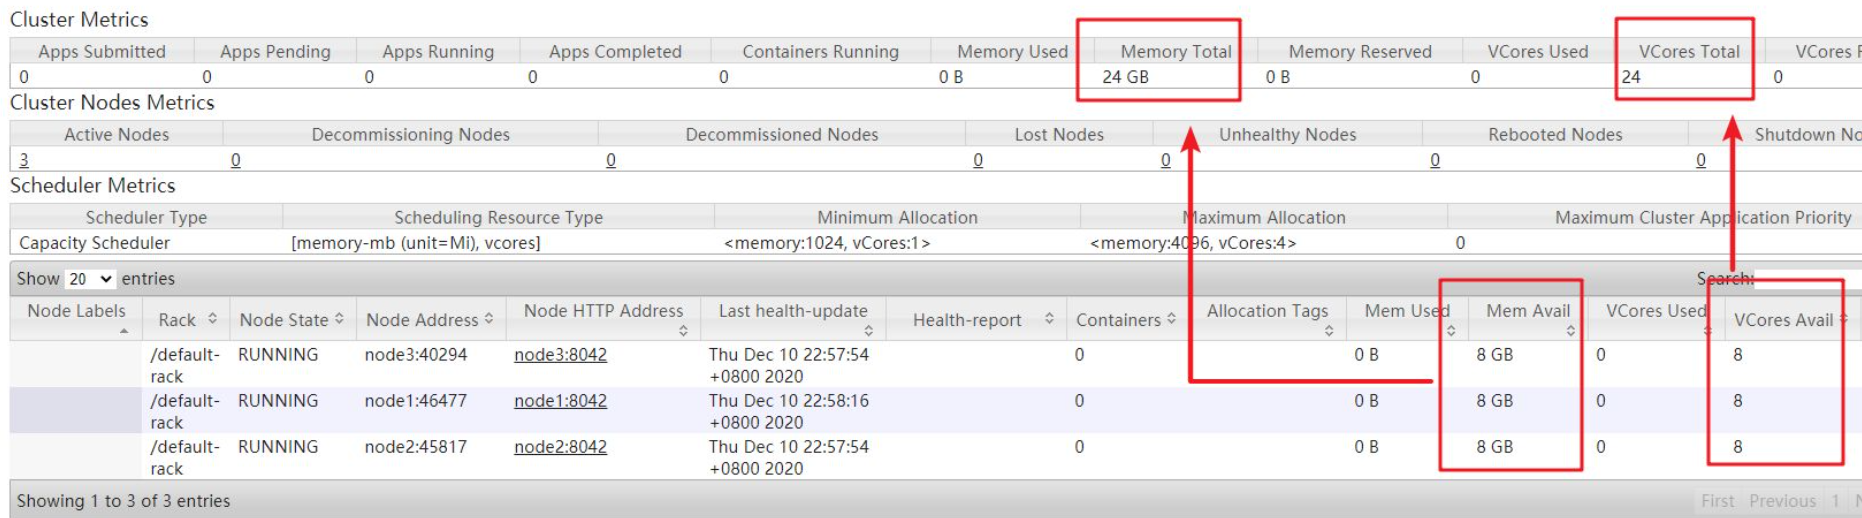 Cluster Metrics
Apps Submitted Apps Pending Apps Running Apps Completed Containers Running Memory Used Memory Total Memory Reserved VCores Used VCores Total VCores
0 0 0 0 0 0 B 24 GB 0 B 0 24 0
Cluster Nodes Metrics
Active Nodes Decommissioning Nodes Decommissioned Nodes Lost Nodes Unhealthy Nodes Rebooted Nodes Shutdown No
3 0 0 0 0 0 0
Scheduler Metrics
Scheduler Type Scheduling Resource Type Minimum Allocation Maximum Allocation Maximum Cluster Application Priority
Capacity Scheduler [memory-mb (unit=Mi), vcores] <memory:1024, vCores:1> <memory:4096, vCores:4> 0
Show 20 entries Search:
Node Labels Rack Node State Node Address Node HTTP Address Last health-update Health-report Containers Allocation Tags Mem Used Mem Avail VCores Used VCores Avail
/default- RUNNING node3:40294 node3:8042 Thu Dec 10 22:57:54 0 0 B 8 GB 0 8
rack +0800 2020
/default- RUNNING node1:46477 node1:8042 Thu Dec 10 22:58:16 0 0 B 8 GB 0 8
rack +0800 2020
/default- RUNNING node2:45817 node2:8042 Thu Dec 10 22:57:54 0 0 B 8 GB 0 8
rack +0800 2020
Showing 1 to 3 of 3 entries First Previous 1